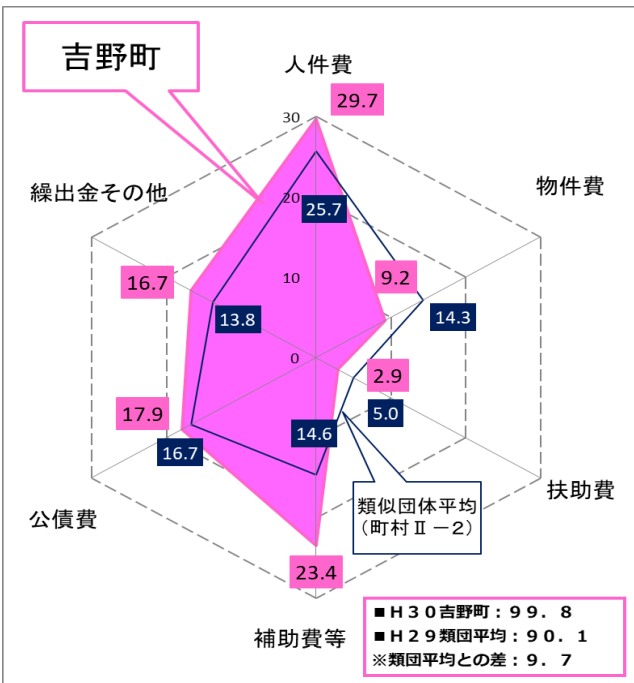 吉野町
人件費
29.7
30
繰出金その他
物件費
20
25.7
16.7
10
9.2
13.8
14.3
0
2.9
17.9
5.0
14.6
16.7
扶助費
公債費
類似団体平均
（町村Ⅱ－2）
23.4
補助費等
■Ｈ３０吉野町：９９．８
■Ｈ２９類団平均：９０．１
※類団平均との差：９．７